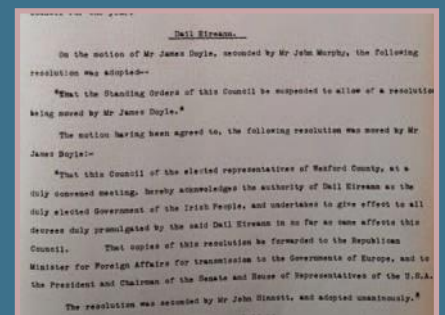 Dail Eireann.
On the motion of Mr James Doyle, seconded by Mr John Murphy, the following
resolution was adopted--
"That the Standing Orders of this Council be suspended to allow of a resolution
being moved by Mr James Doyle."
The motion having been agreed to, the following resolution was moved by Mr
James Doyle:-
"That this Council of the elected representatives of Wexford County, at a
duly convened meeting, hereby acknowledges the authority of Dail Eireann as the
duly elected Government of the Irish People, and undertakes to give effect to all
decrees duly promulgated by the said Dail Eireann in so far as same affects this
Council. That copies of this resolution be forwarded to the Republican
Minister for Foreign Affairs for transmission to the Governments of Europe, and to
the President and Chairman of the Senate and House of Representatives of the U.S.A.
The resolution was seconded by Mr John Sinnott, and adopted unanimously."